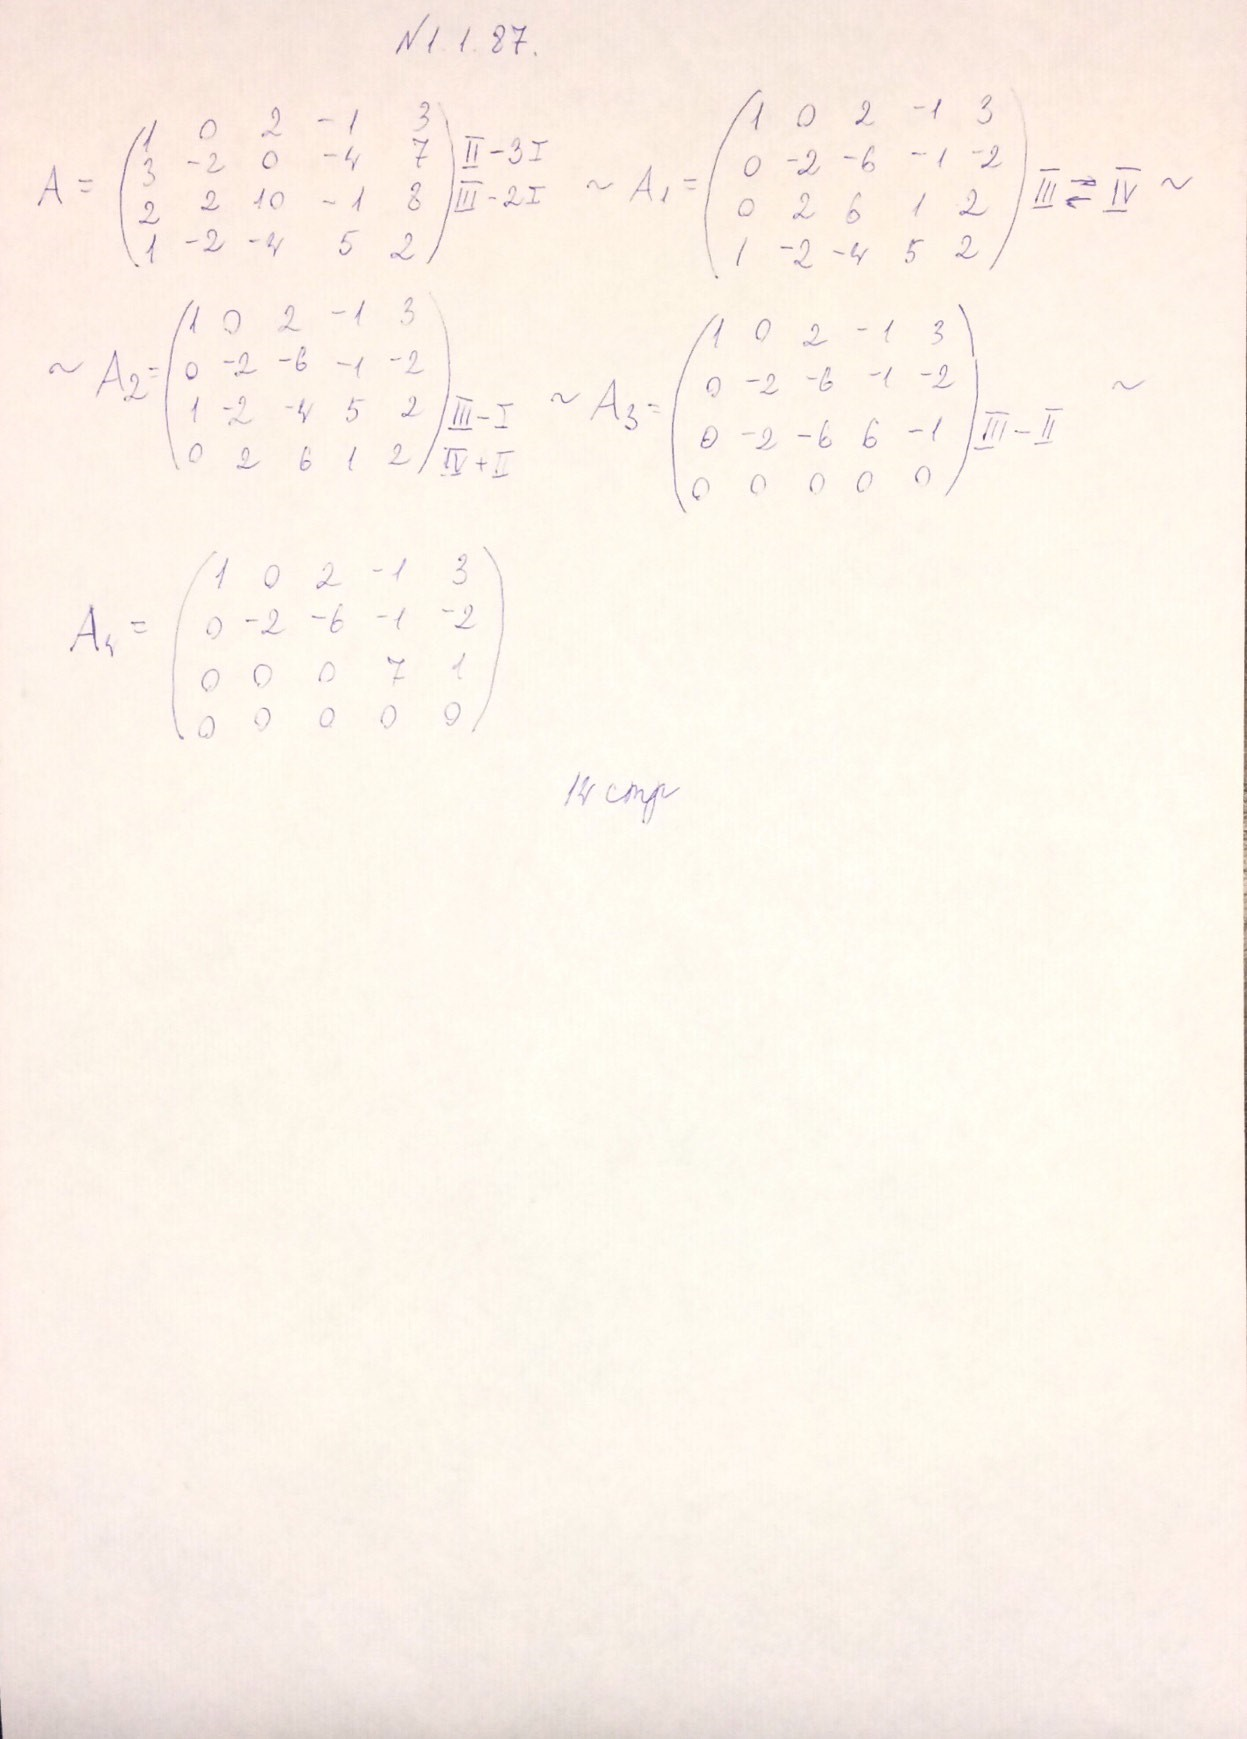 N 1.1.87.
A = (1 0 2 -1 3
3 -2 0 -4 7
2 2 10 -1 8
1 -2 -4 5 2) II-3I III-2I
~ A1 = (1 0 2 -1 3
0 -2 -6 -1 -2
0 2 6 1 2
1 -2 -4 5 2) III ⇄ IV ~
~ A2 = (1 0 2 -1 3
0 -2 -6 -1 -2
1 -2 -4 5 2
0 2 6 1 2) III-I IV+II
~ A3 = (1 0 2 -1 3
0 -2 -6 -1 -2
0 -2 -6 6 -1
0 0 0 0 0) III-II ~
A4 = (1 0 2 -1 3
0 -2 -6 -1 -2
0 0 0 7 1
0 0 0 0 0)
14 стр